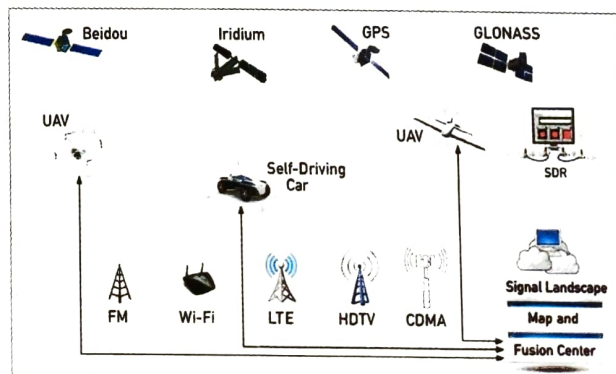 Beidou
Iridium
GPS
GLONASS
UAV
UAV
Self-Driving
Car
SDR
FM
Wi-Fi
LTE
HDTV
CDMA
Signal Landscape
Map and
Fusion Center